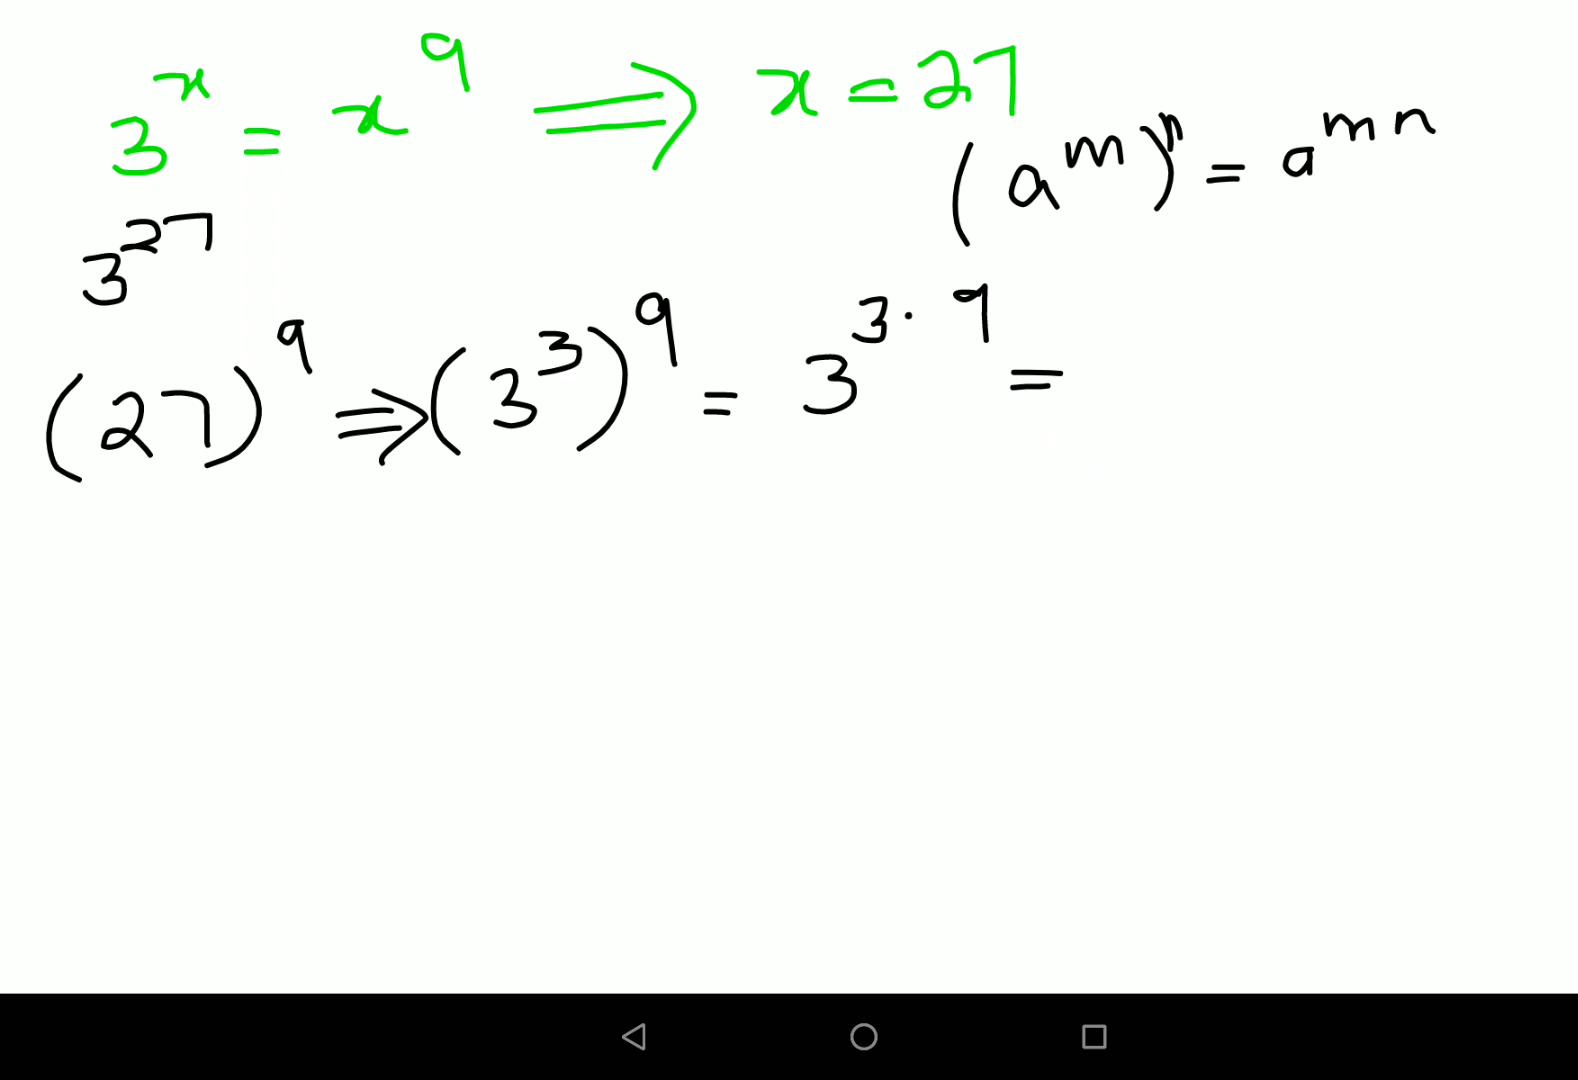 3^x = x^9 ⟹ x = 27
(a^m)^n = a^{mn}
3^27
(27)^9 ⇒ (3^3)^9 = 3^{3·9} =